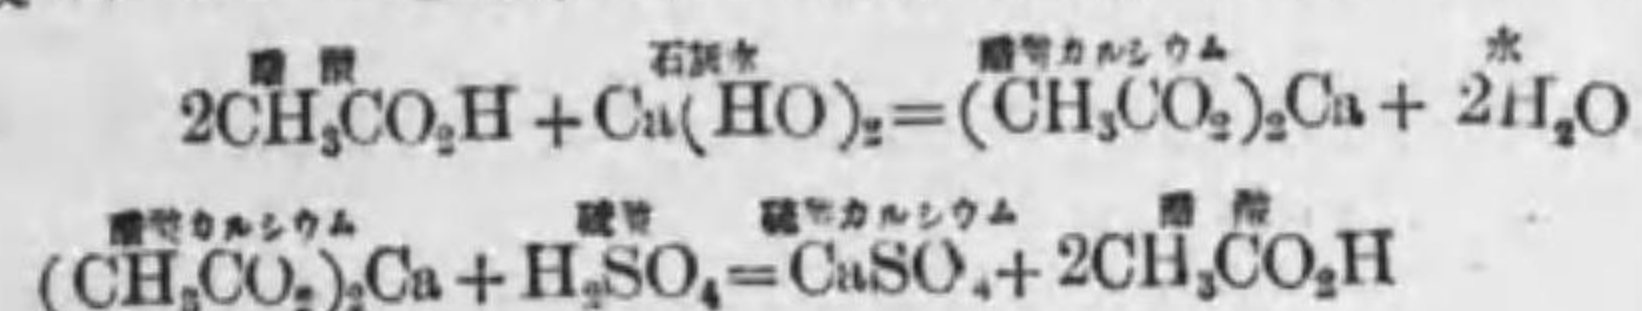 醋酸 石灰水 醋酸カルシウム 水
2CH₃CO₂H + Ca(HO)₂ = (CH₃CO₂)₂Ca + 2H₂O
醋酸カルシウム 硫酸 硫酸カルシウム 醋酸
(CH₃CO₂)₂Ca + H₂SO₄ = CaSO₄ + 2CH₃CO₂H